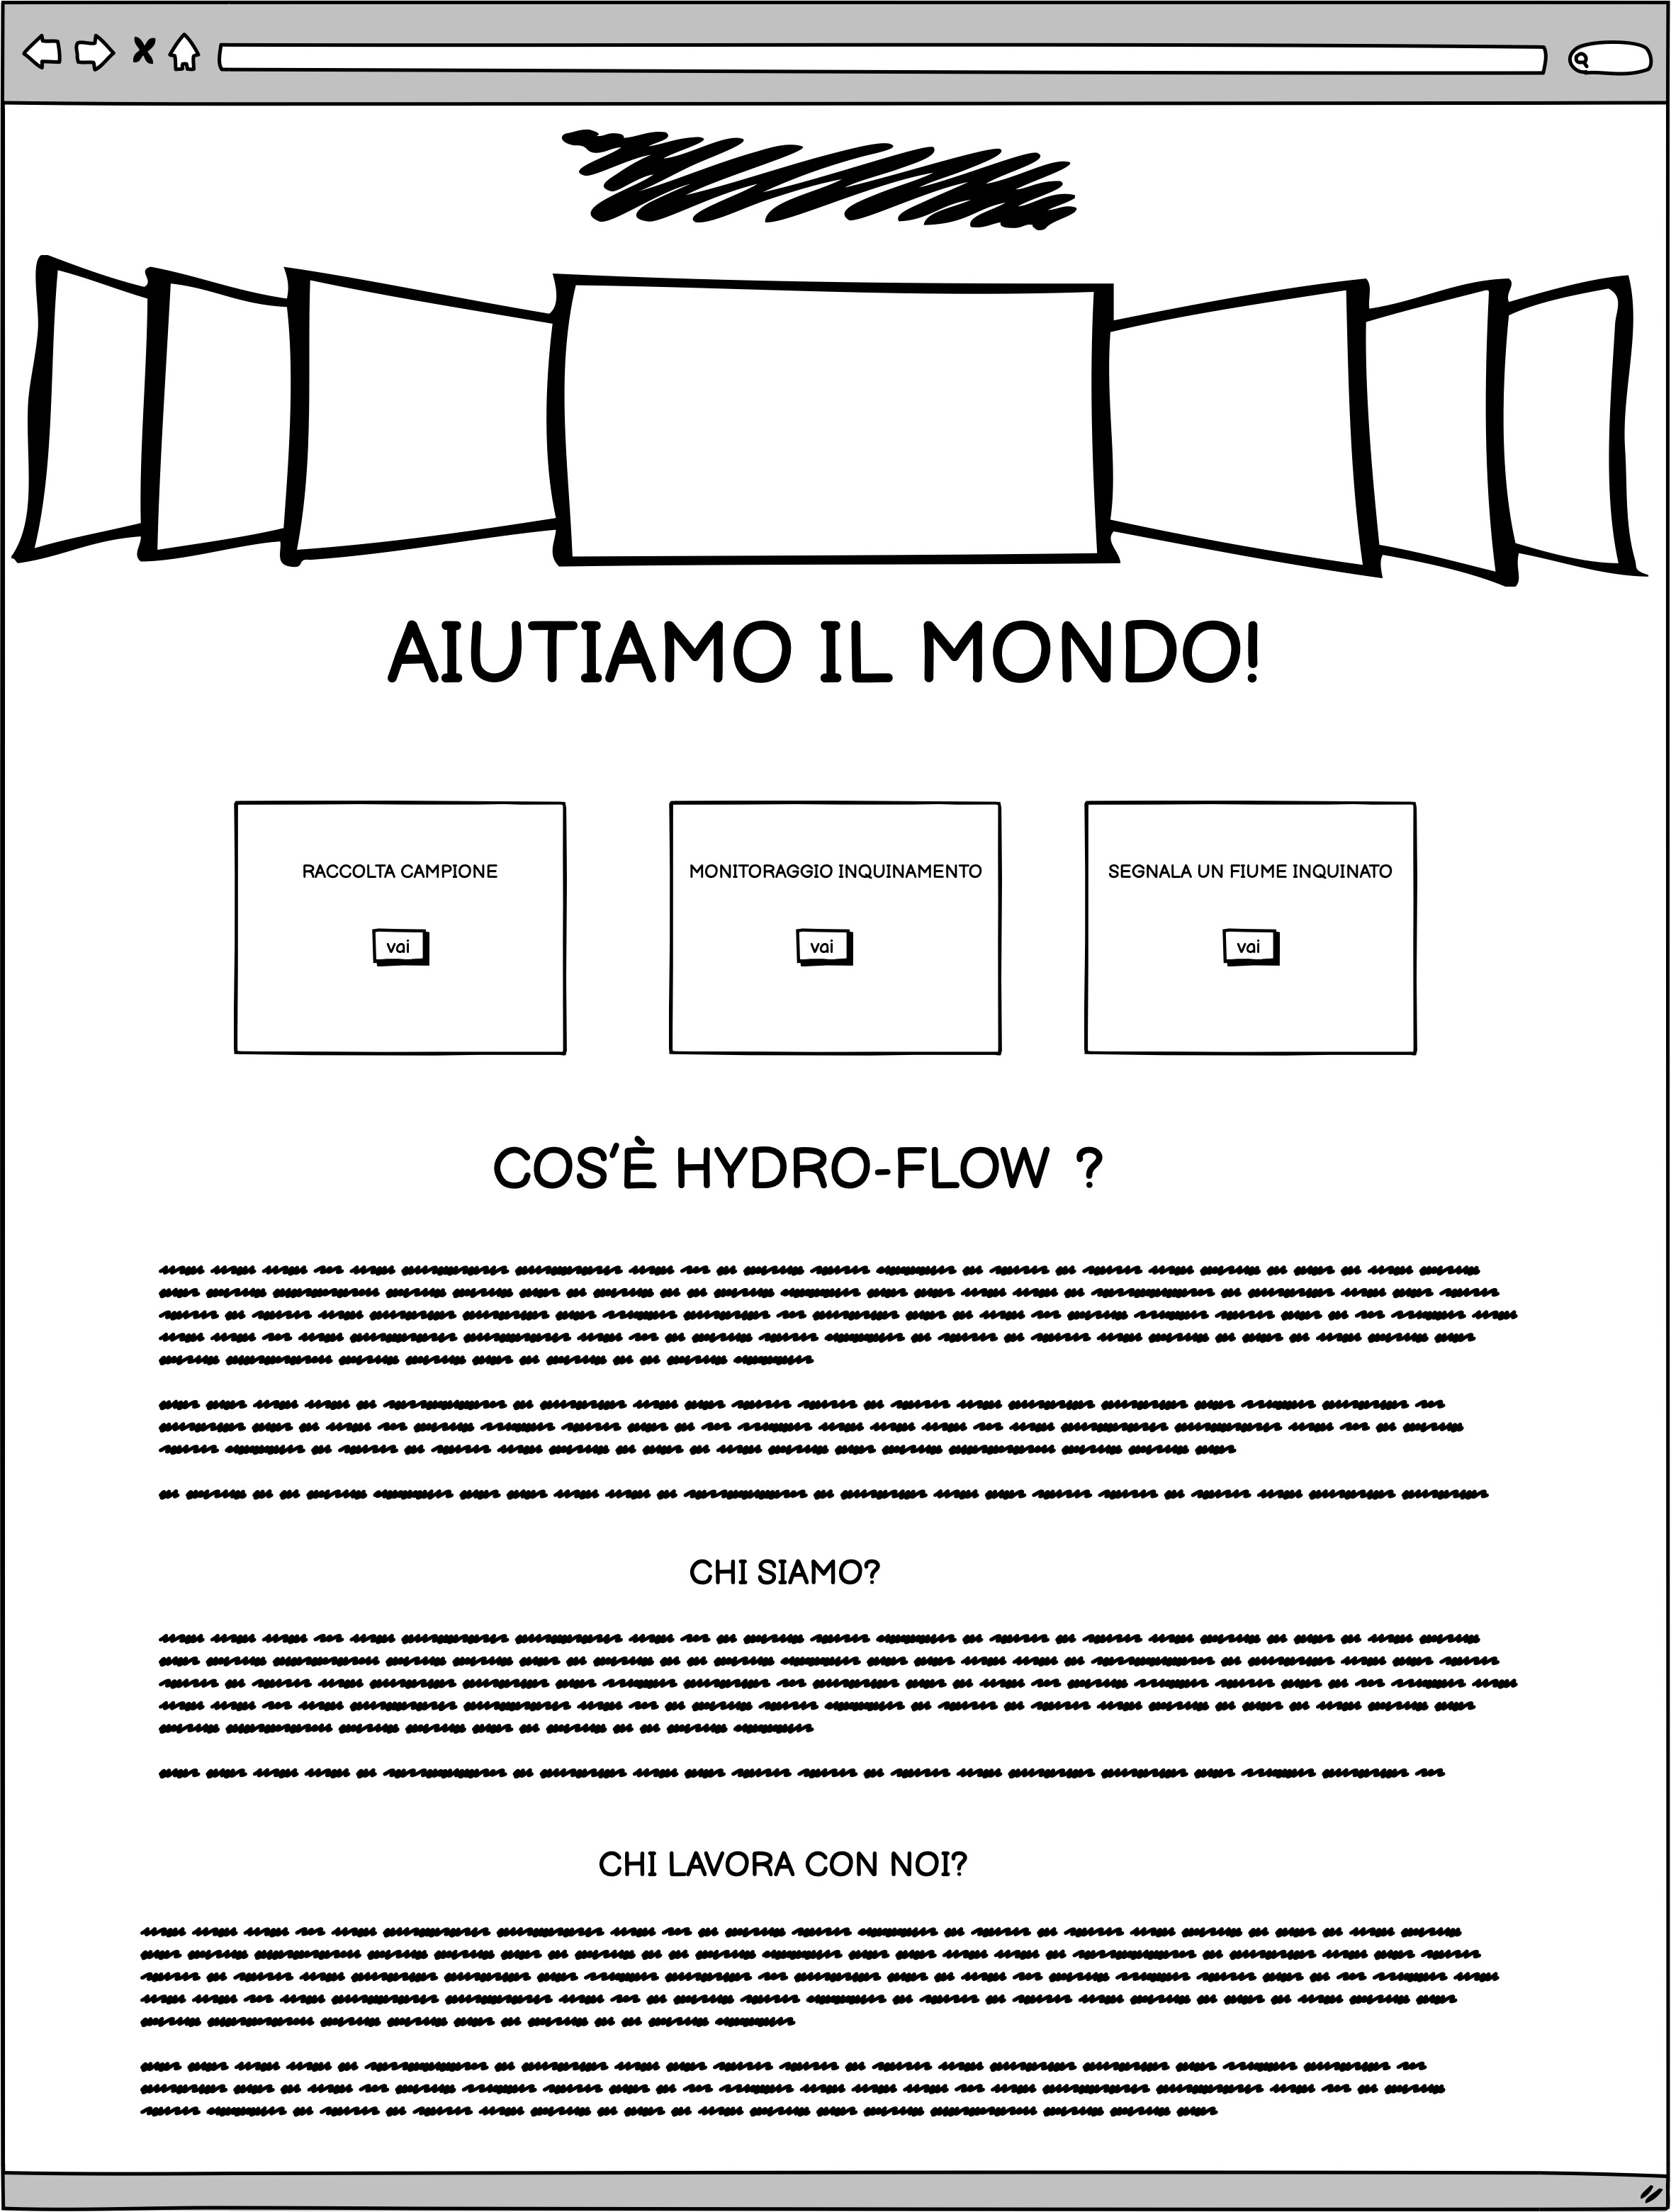 AIUTIAMO IL MONDO!
RACCOLTA CAMPIONE
vai
MONITORAGGIO INQUINAMENTO
vai
SEGNALA UN FIUME INQUINATO
vai
COS'È HYDRO-FLOW ?
CHI SIAMO?
CHI LAVORA CON NOI?